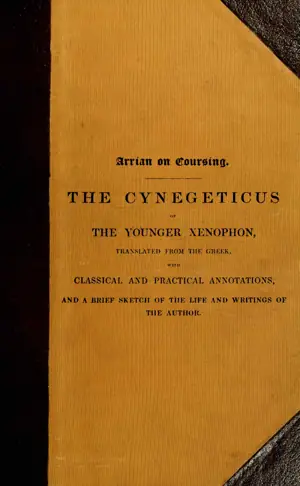 Arrian on Coursing.
THE CYNEGETICUS
OF
THE YOUNGER XENOPHON,
TRANSLATED FROM THE GREEK,
WITH
CLASSICAL AND PRACTICAL ANNOTATIONS,
AND A BRIEF SKETCH OF THE LIFE AND WRITINGS OF
THE AUTHOR.